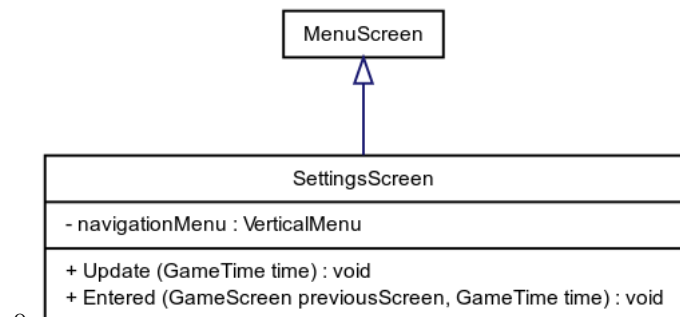 MenuScreen
SettingsScreen
- navigationMenu : VerticalMenu
+ Update (GameTime time) : void
+ Entered (GameScreen previousScreen, GameTime time) : void